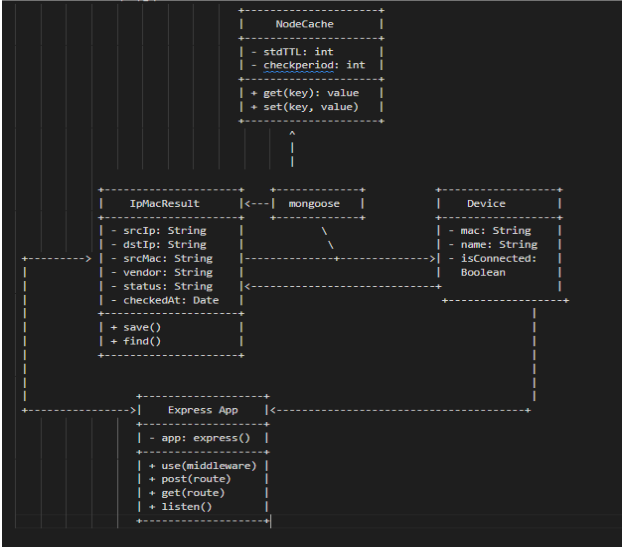 NodeCache
- stdTTL: int
- checkperiod: int
+ get(key): value
+ set(key, value)
IpMacResult
- srcIp: String
- dstIp: String
- srcMac: String
- vendor: String
- status: String
- checkedAt: Date
+ save()
+ find()
mongoose
Device
- mac: String
- name: String
- isConnected:
Boolean
Express App
- app: express()
+ use(middleware)
+ post(route)
+ get(route)
+ listen()